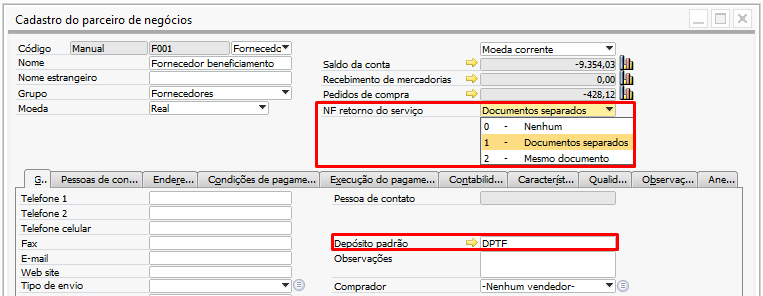 Cadastro do parceiro de negócios
Código Manual F001 Fornecedo
Nome Fornecedor beneficiamento
Nome estrangeiro
Grupo Fornecedores
Moeda Real
Moeda corrente
Saldo da conta -9.354,03
Recebimento de mercadorias 0,00
Pedidos de compra -428,12
NF retorno do serviço Documentos separados
0 - Nenhum
1 - Documentos separados
2 - Mesmo documento
G.. Pessoas de con... Endere... Condições de pagame... Execução do pagame... Contabilid... Característ... Qualid... Observaç... Ane...
Telefone 1
Telefone 2
Telefone celular
Fax
E-mail
Web site
Tipo de envio
Pessoa de contato
Depósito padrão DPTF
Observações
Comprador -Nenhum vendedor-